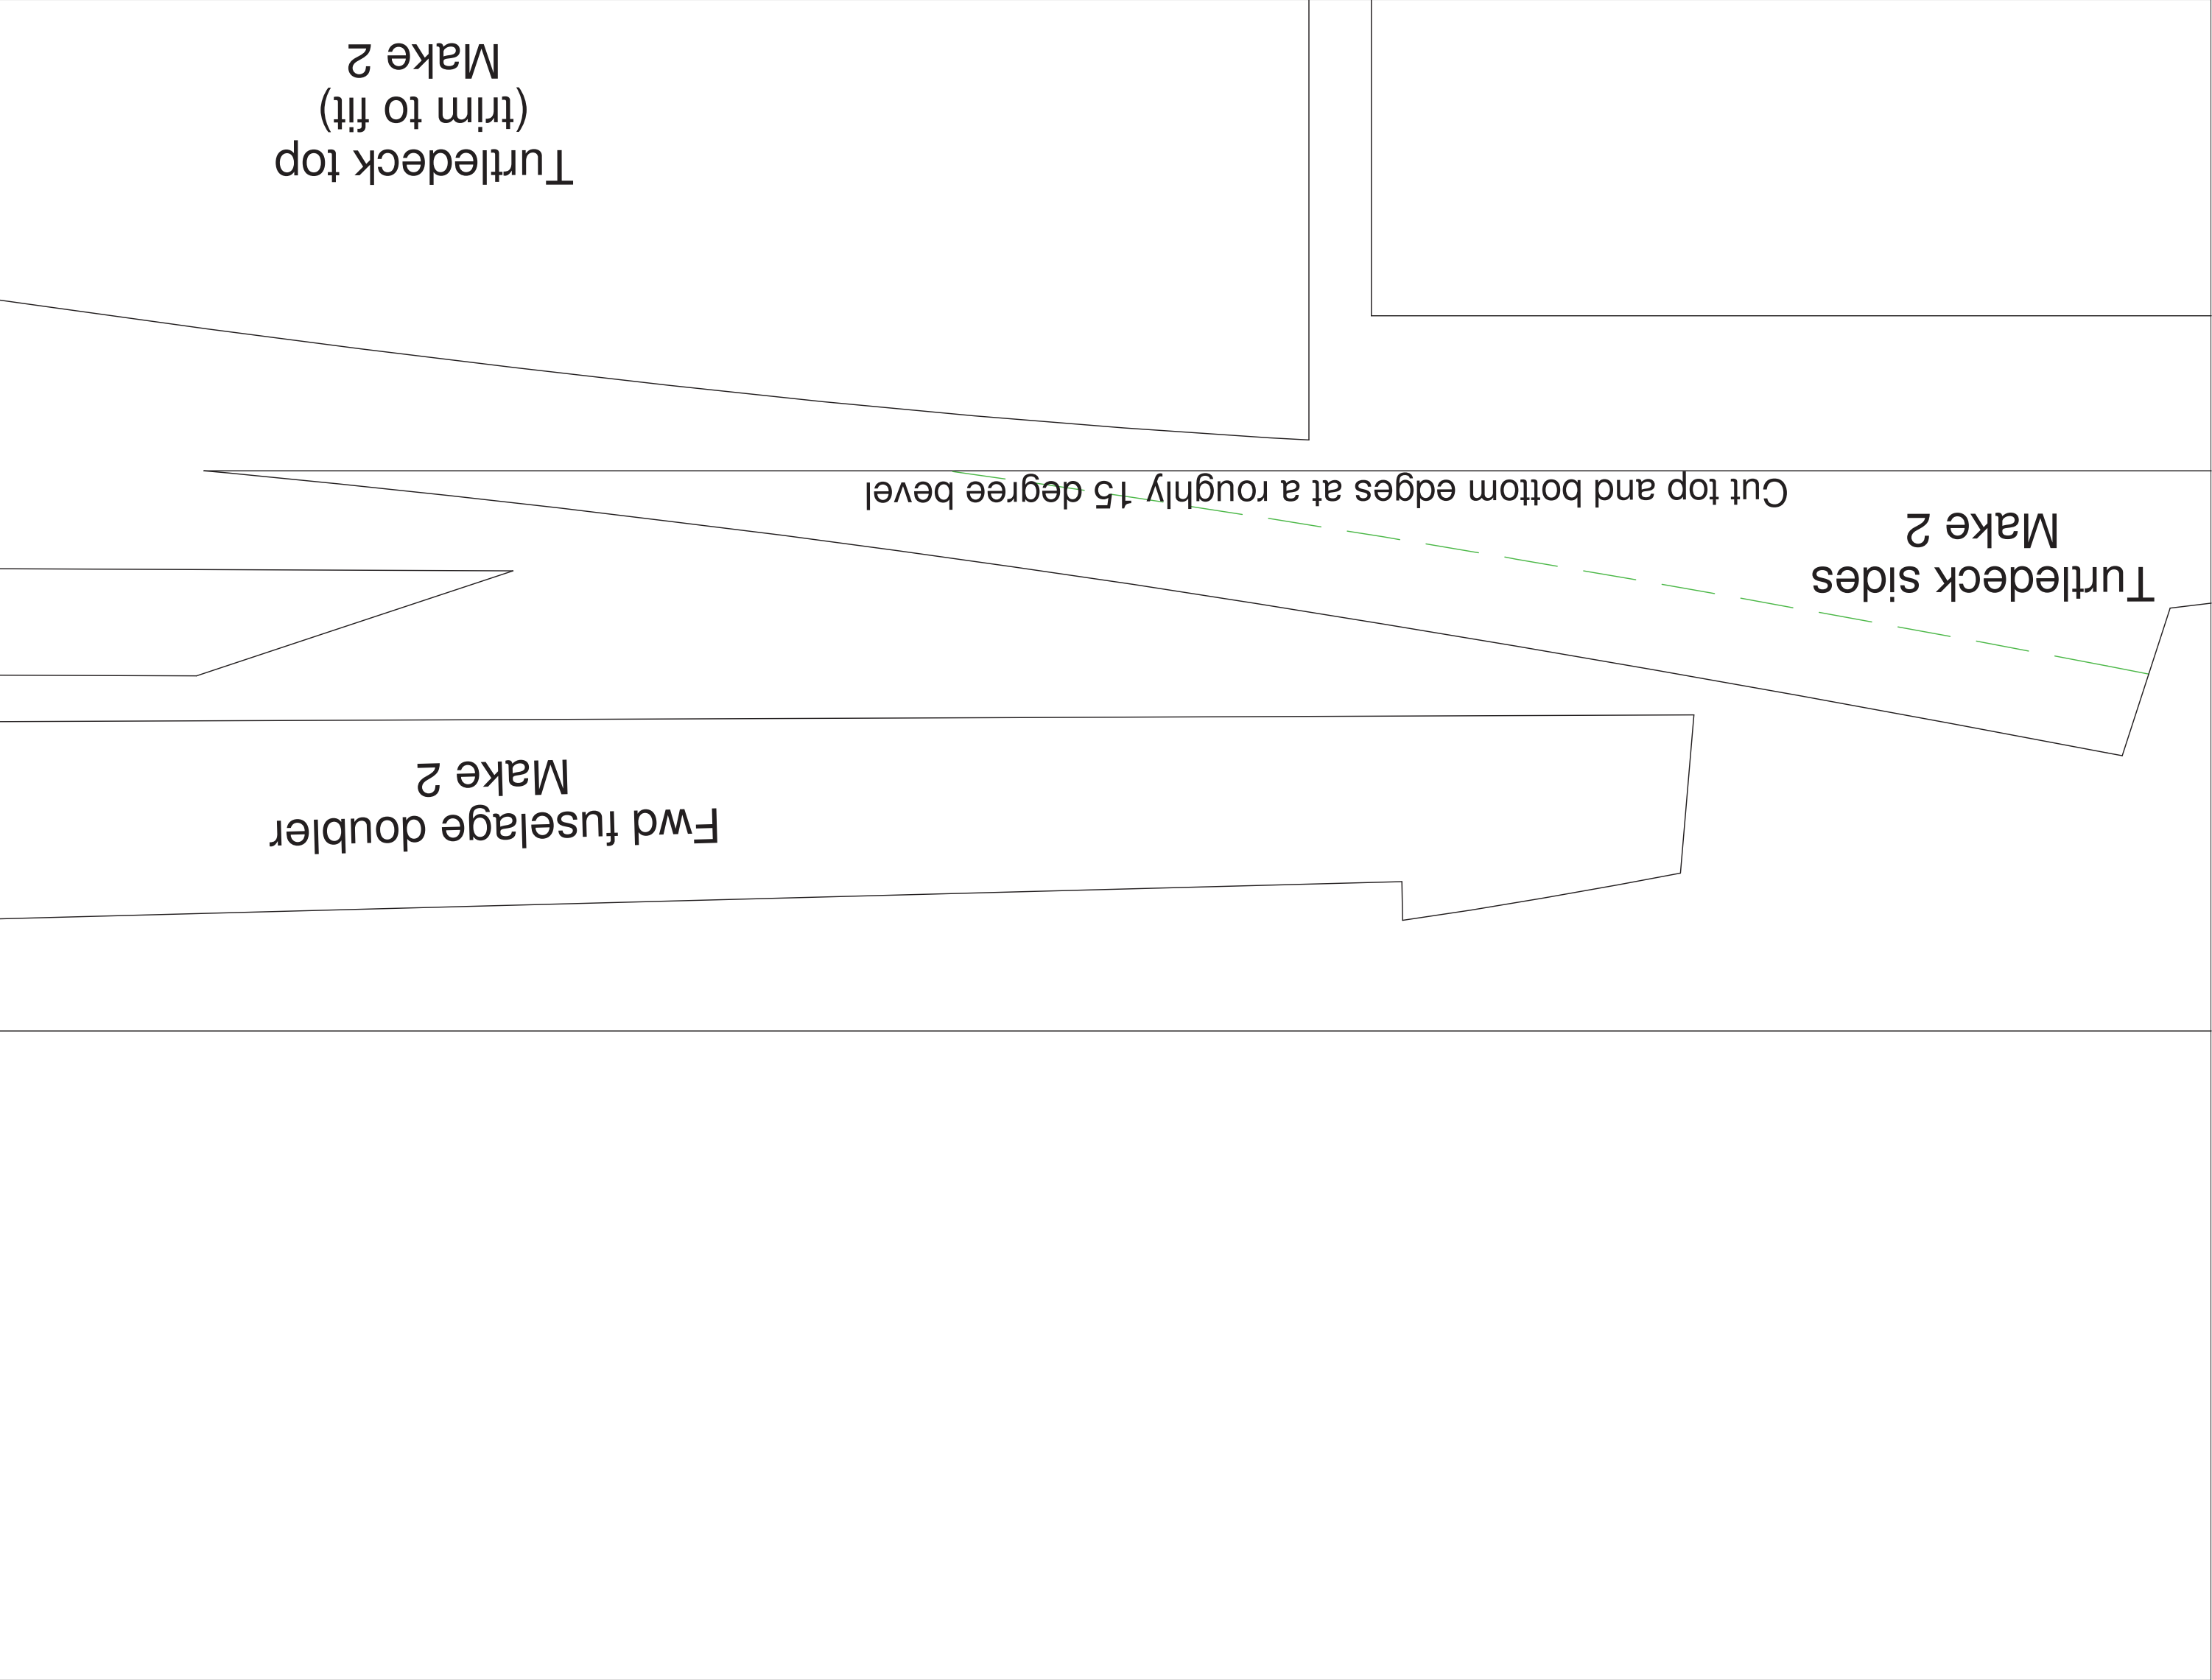 Fwd fuselage doubler
Make 2
Turtledeck sides
Make 2
Cut top and bottom edges at a roughly 15 degree bevel
Turtledeck top
(trim to fit)
Make 2